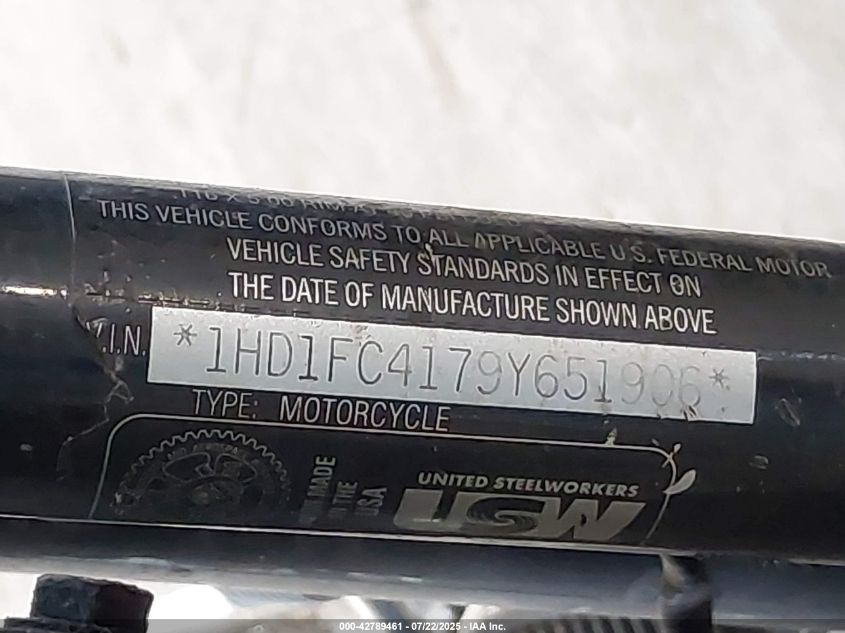 THIS VEHICLE CONFORMS TO ALL APPLICABLE U.S. FEDERAL MOTOR
VEHICLE SAFETY STANDARDS IN EFFECT ON
THE DATE OF MANUFACTURE SHOWN ABOVE
V.I.N. *1HD1FC4179Y651906*
TYPE: MOTORCYCLE
MADE
IN THE
USA
UNITED STEELWORKERS
USW
000-42789461 - 07/22/2025 - IAA Inc.